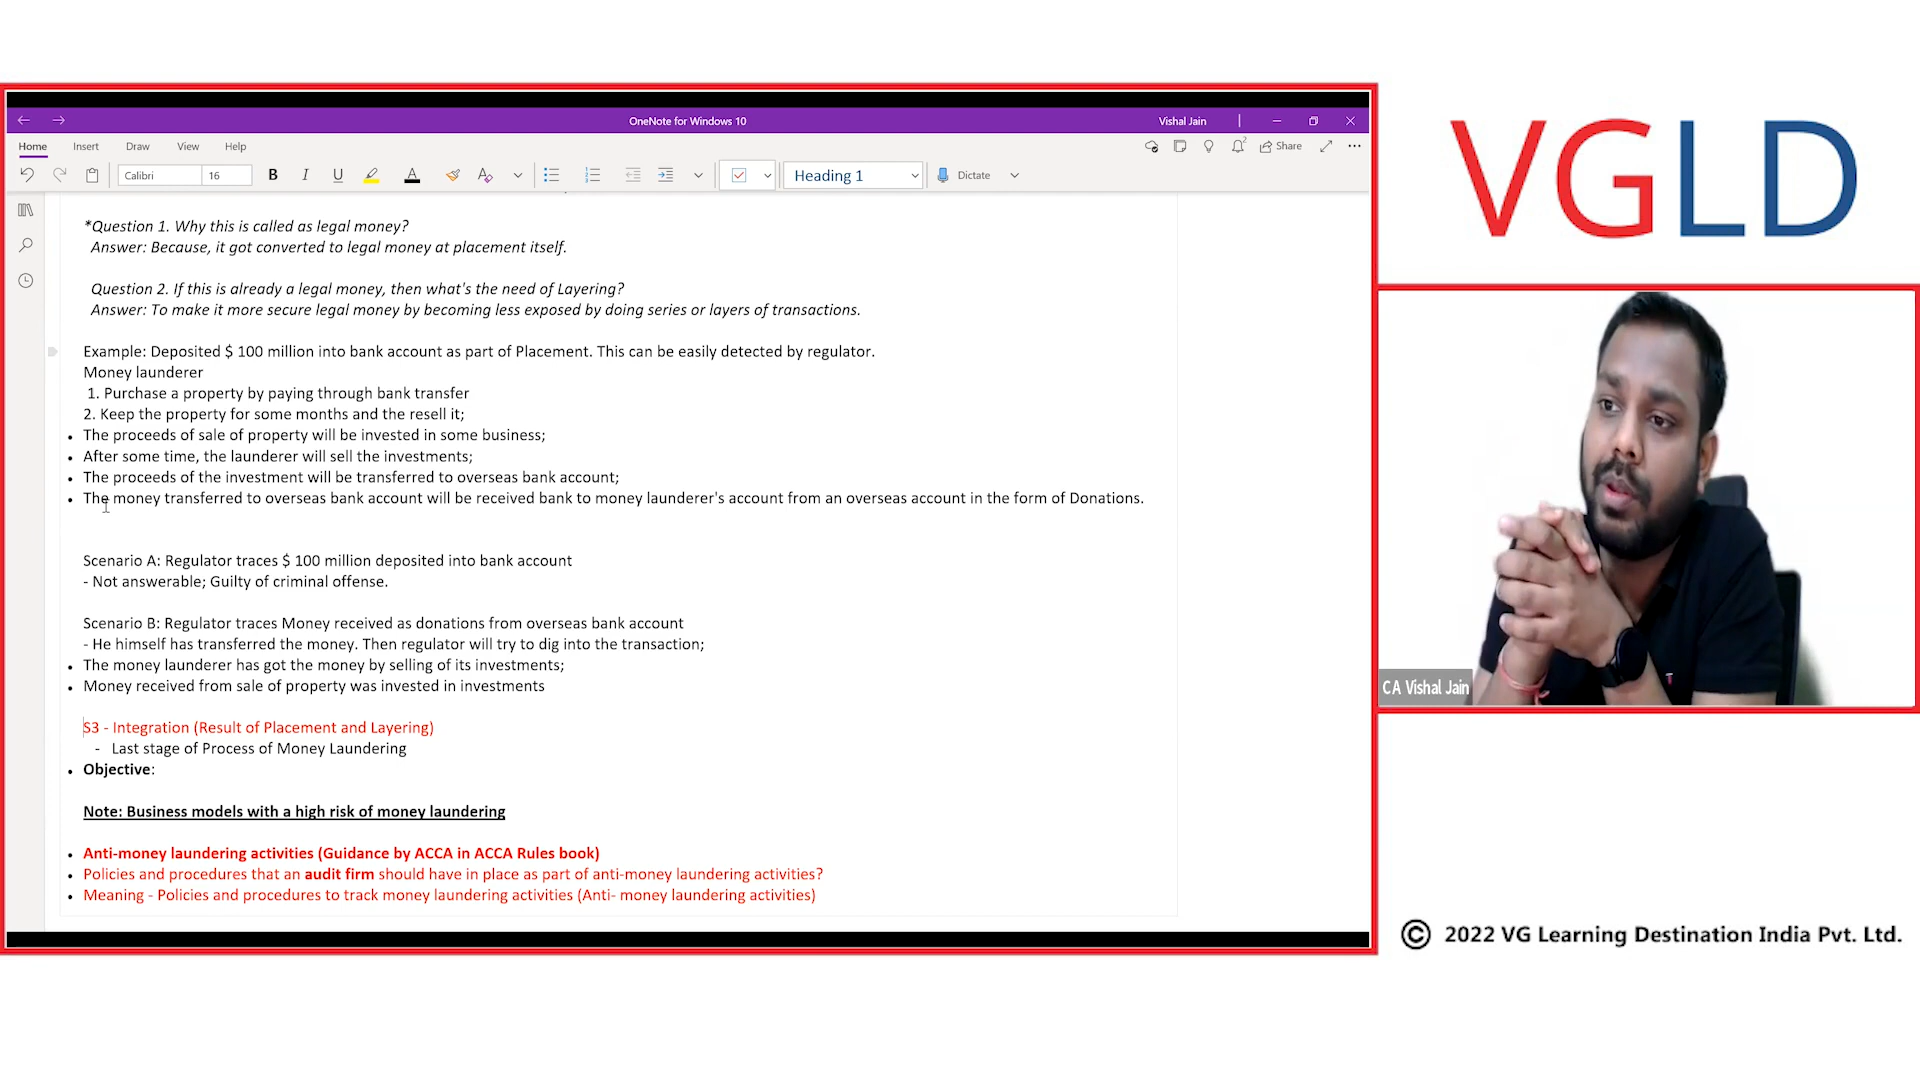 OneNote for Windows 10
Vishal Jain
Home Insert Draw View Help
Share
Calibri 16 B I U A Heading 1 Dictate
*Question 1. Why this is called as legal money?
Answer: Because, it got converted to legal money at placement itself.
Question 2. If this is already a legal money, then what's the need of Layering?
Answer: To make it more secure legal money by becoming less exposed by doing series or layers of transactions.
Example: Deposited $ 100 million into bank account as part of Placement. This can be easily detected by regulator.
Money launderer
1. Purchase a property by paying through bank transfer
2. Keep the property for some months and the resell it;
• The proceeds of sale of property will be invested in some business;
• After some time, the launderer will sell the investments;
• The proceeds of the investment will be transferred to overseas bank account;
• The money transferred to overseas bank account will be received bank to money launderer's account from an overseas account in the form of Donations.
Scenario A: Regulator traces $ 100 million deposited into bank account
- Not answerable; Guilty of criminal offense.
Scenario B: Regulator traces Money received as donations from overseas bank account
- He himself has transferred the money. Then regulator will try to dig into the transaction;
• The money launderer has got the money by selling of its investments;
• Money received from sale of property was invested in investments
S3 - Integration (Result of Placement and Layering)
- Last stage of Process of Money Laundering
• Objective:
Note: Business models with a high risk of money laundering
• Anti-money laundering activities (Guidance by ACCA in ACCA Rules book)
• Policies and procedures that an audit firm should have in place as part of anti-money laundering activities?
• Meaning - Policies and procedures to track money laundering activities (Anti- money laundering activities)
VGLD
CA Vishal Jain
© 2022 VG Learning Destination India Pvt. Ltd.